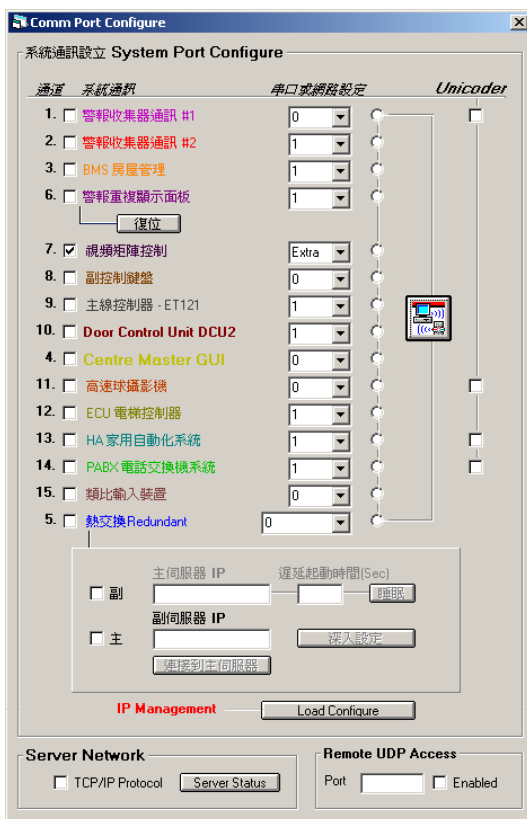 Comm Port Configure
系統通訊設立 System Port Configure
通道 系統通訊 串口或網路設定 Unicoder
1. 警報收集器通訊 #1 0
2. 警報收集器通訊 #2 1
3. BMS 房屋管理 1
6. 警報重複顯示面板 1
復位
7. 視頻矩陣控制 Extra
8. 副控制鍵盤 0
9. 主線控制器 - ET121 1
10. Door Control Unit DCU2 1
4. Centre Master GUI 0
11. 高速球攝影機 0
12. ECU 電梯控制器 1
13. HA 家用自動化系統 1
14. PABX 電話交換機系統 1
15. 類比輸入裝置 0
5. 熱交換Redundant 0
主伺服器 IP 遲延起動時間(Sec)
副 睡眠
副伺服器 IP
主 深入設定
連接到主伺服器
IP Management Load Configure
Server Network Remote UDP Access
TCP/IP Protocol Server Status Port Enabled